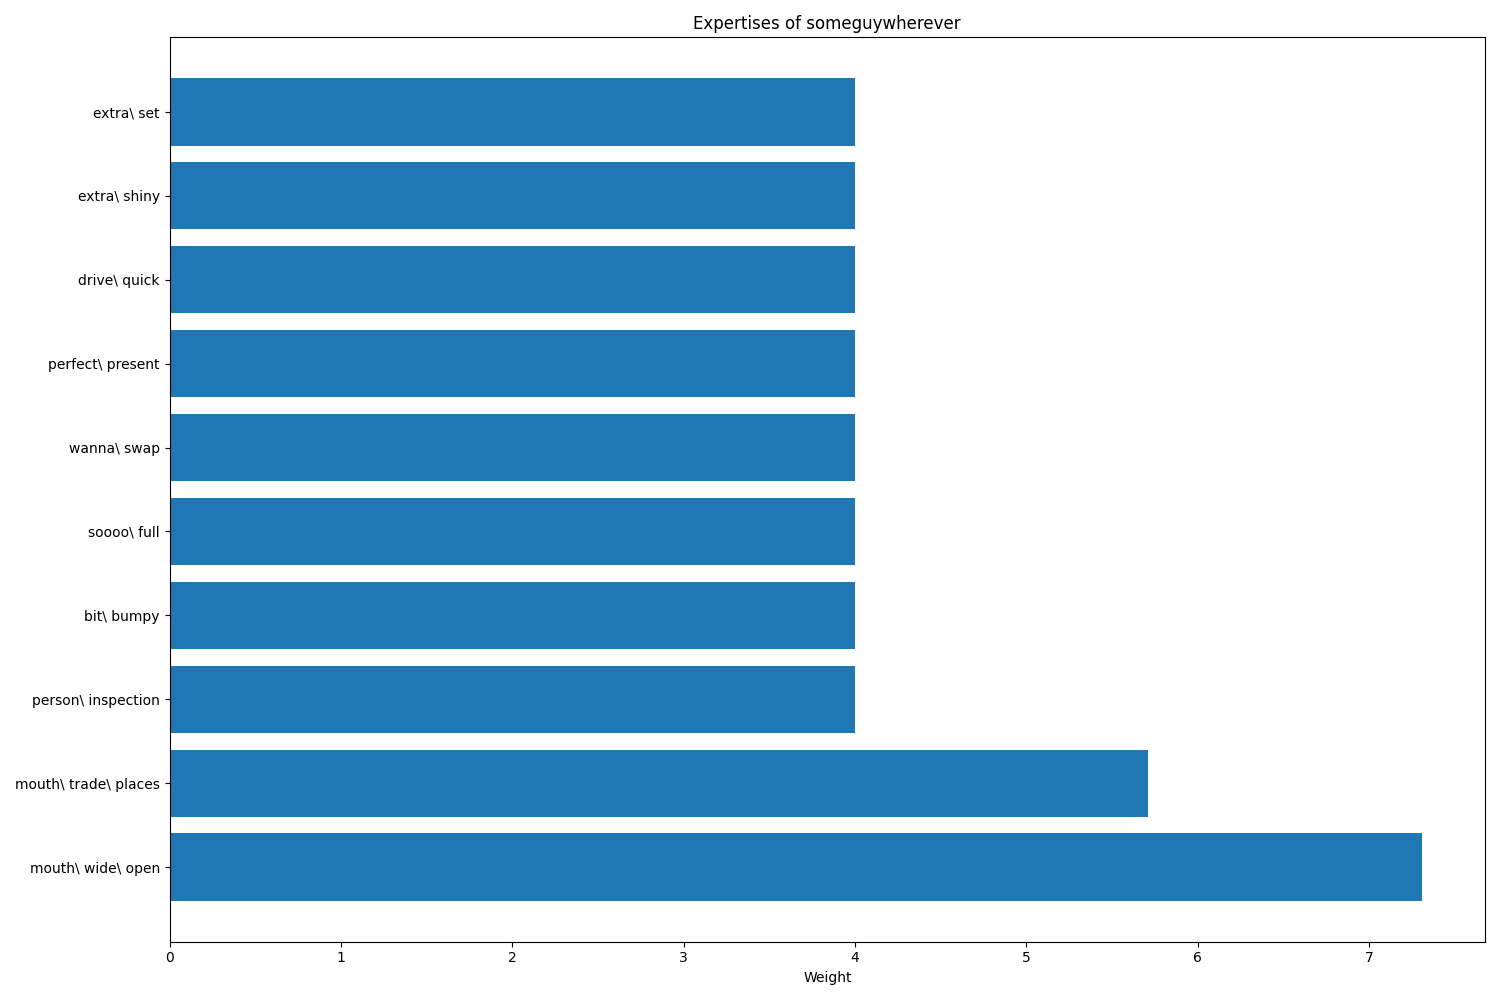 Expertises of someguywherever
extra\ set
extra\ shiny
drive\ quick
perfect\ present
wanna\ swap
soooo\ full
bit\ bumpy
person\ inspection
mouth\ trade\ places
mouth\ wide\ open
0 1 2 3 4 5 6 7
Weight